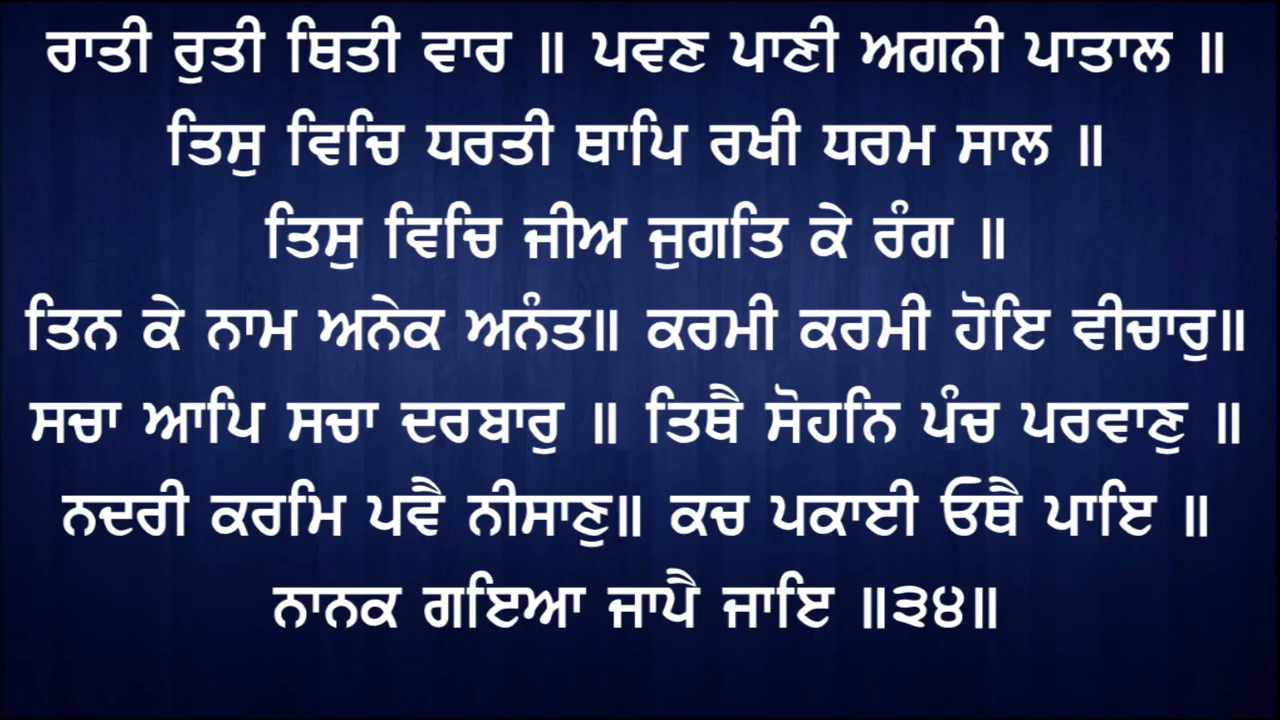 ਰਾਤੀ ਰੁਤੀ ਥਿਤੀ ਵਾਰ ॥ ਪਵਣ ਪਾਣੀ ਅਗਨੀ ਪਾਤਾਲ ॥
ਤਿਸੁ ਵਿਚਿ ਧਰਤੀ ਥਾਪਿ ਰਖੀ ਧਰਮ ਸਾਲ ॥
ਤਿਸੁ ਵਿਚਿ ਜੀਅ ਜੁਗਤਿ ਕੇ ਰੰਗ ॥
ਤਿਨ ਕੇ ਨਾਮ ਅਨੇਕ ਅਨੰਤ॥ ਕਰਮੀ ਕਰਮੀ ਹੋਇ ਵੀਚਾਰੁ॥
ਸਚਾ ਆਪਿ ਸਚਾ ਦਰਬਾਰੁ ॥ ਤਿਥੈ ਸੋਹਨਿ ਪੰਚ ਪਰਵਾਣੁ ॥
ਨਦਰੀ ਕਰਮਿ ਪਵੈ ਨੀਸਾਣੁ॥ ਕਚ ਪਕਾਈ ਓਥੈ ਪਾਇ ॥
ਨਾਨਕ ਗਇਆ ਜਾਪੈ ਜਾਇ ॥੩੪॥